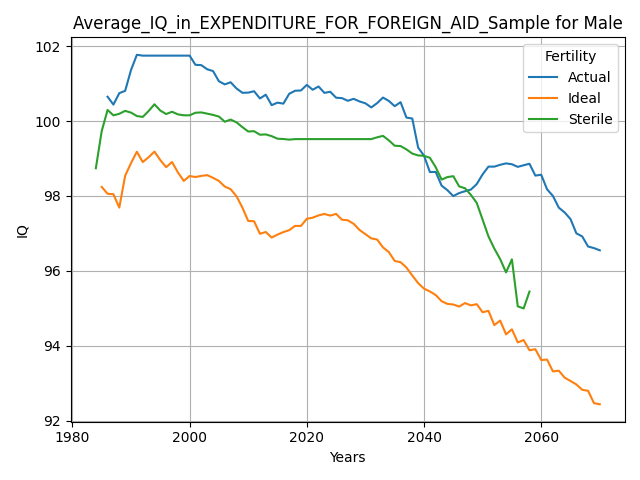 Average_IQ_in_EXPENDITURE_FOR_FOREIGN_AID_Sample for Male
Fertility
Actual
Ideal
Sterile
IQ
102
100
98
96
94
92
1980
2000
2020
2040
2060
Years